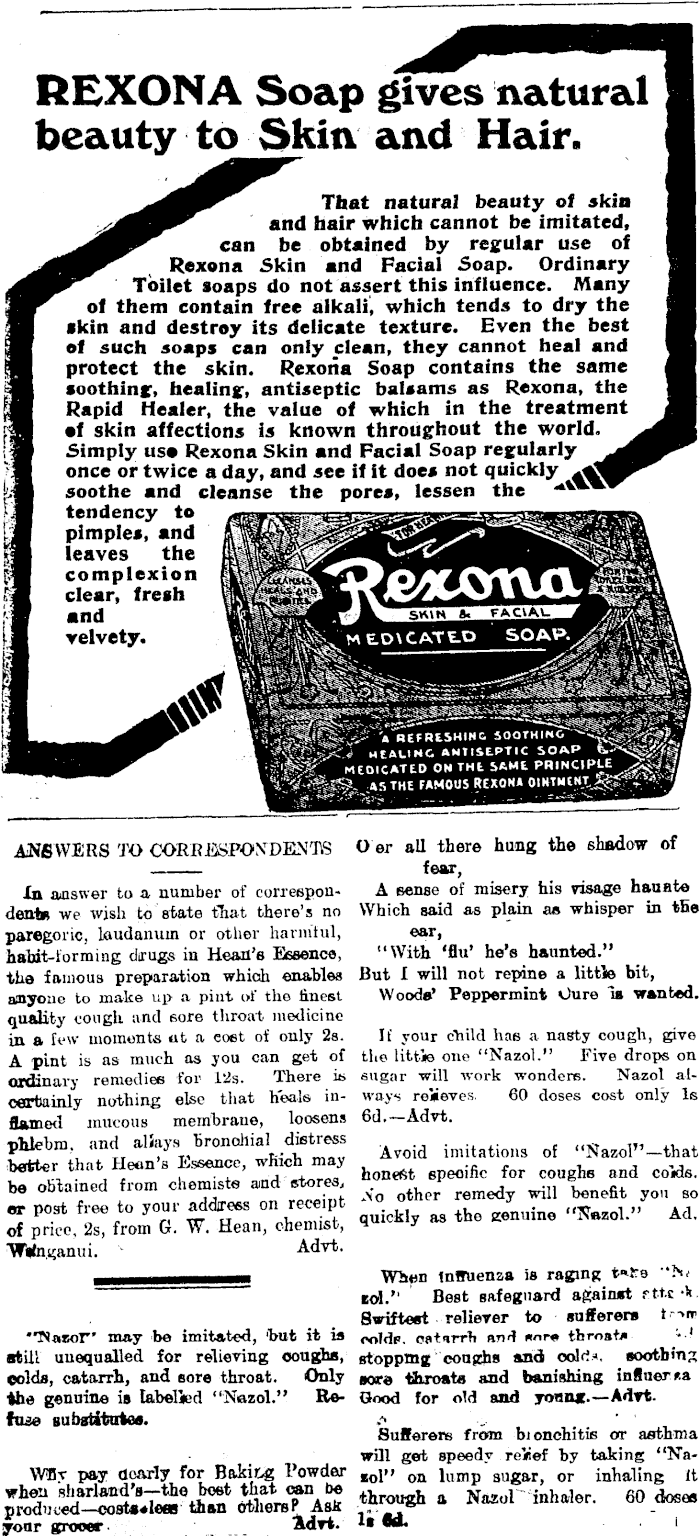 REXONA Soap gives natural
beauty to Skin and Hair.
That natural beauty of skin
and hair which cannot be imitated,
can be obtained by regular use of
Rexona Skin and Facial Soap. Ordinary
Toilet soaps do not assert this influence. Many
of them contain free alkali, which tends to dry the
skin and destroy its delicate texture. Even the best
of such soaps can only clean, they cannot heal and
protect the skin. Rexona Soap contains the same
soothing, healing, antiseptic balsams as Rexona, the
Rapid Healer, the value of which in the treatment
of skin affections is known throughout the world.
Simply use Rexona Skin and Facial Soap regularly
once or twice a day, and see if it does not quickly
soothe and cleanse the pores, lessen the
tendency to
pimples, and
leaves the
complexion
clear, fresh
and
velvety.
Rexona
SKIN & FACIAL
MEDICATED SOAP.
A REFRESHING SOOTHING
HEALING ANTISEPTIC SOAP
MEDICATED ON THE SAME PRINCIPLE
AS THE FAMOUS REXONA OINTMENT
ANSWERS TO CORRESPONDENTS
In answer to a number of correspon-
dents we wish to state that there's no
paregoric, laudanum or other harmful,
habit-forming drugs in Hean's Essence,
the famous preparation which enables
anyone to make up a pint of the finest
quality cough and sore throat medicine
in a few moments at a cost of only 2s.
A pint is as much as you can get of
ordinary remedies for 12s. There is
certainly nothing else that heals in-
flamed mucous membrane, loosens
phlebm, and allays bronchial distress
better that Hean's Essence, which may
be obtained from chemists and stores,
or post free to your address on receipt
of price, 2s, from G. W. Hean, chemist,
Wanganui. Advt.
"Nazol" may be imitated, but it is
still unequalled for relieving coughs,
colds, catarrh, and sore throat. Only
the genuine is labelled "Nazol." Re-
fuse substitutes.
Why pay dearly for Baking Powder
when sharland's—the best that can be
produced—costs less than others? Ask
your grocer. Advt.
O'er all there hung the shadow of
fear,
A sense of misery his visage haunte
Which said as plain as whisper in the
ear,
"With 'flu' he's haunted."
But I will not repine a little bit,
Woods' Peppermint Cure is wanted.
If your child has a nasty cough, give
the little one "Nazol." Five drops on
sugar will work wonders. Nazol al-
ways relieves. 60 doses cost only 1s
6d.—Advt.
Avoid imitations of "Nazol"—that
honest specific for coughs and colds.
No other remedy will benefit you so
quickly as the genuine "Nazol." Ad.
When influenza is raging take "Na
zol." Best safeguard against attack.
Swiftest reliever to sufferers from
colds, catarrh and sore throats
stopping coughs and colds, soothing
sore throats and banishing influenza
Good for old and young.—Advt.
Sufferers from bronchitis or asthma
will get speedy relief by taking "Na-
zol" on lump sugar, or inhaling it
through a Nazol inhaler. 60 doses
1s 6d.